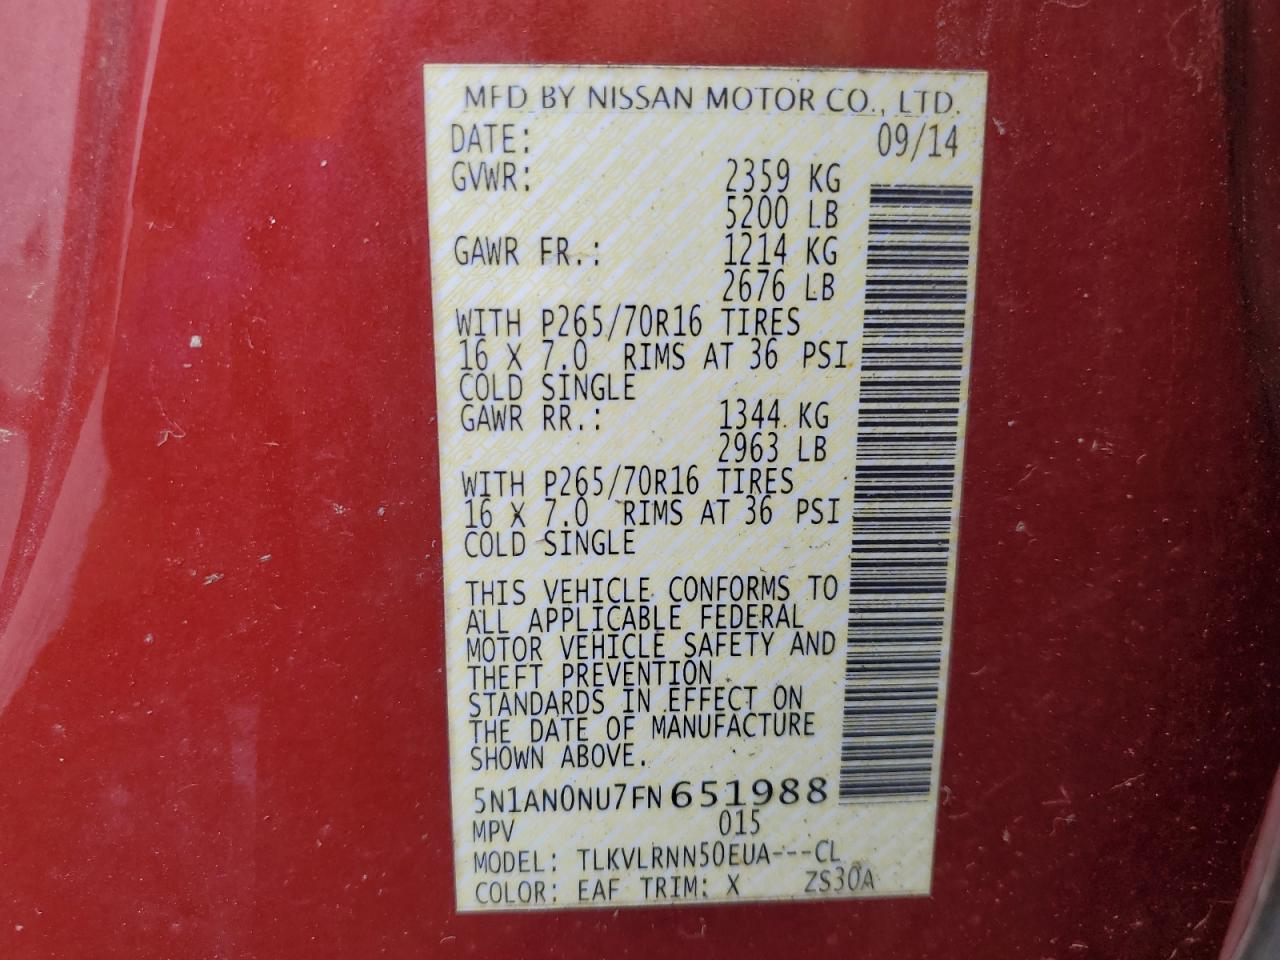 MFD BY NISSAN MOTOR CO., LTD.
DATE: 09/14
GVWR: 2359 KG
5200 LB
GAWR FR.: 1214 KG
2676 LB
WITH P265/70R16 TIRES
16 X 7.0 RIMS AT 36 PSI
COLD SINGLE
GAWR RR.: 1344 KG
2963 LB
WITH P265/70R16 TIRES
16 X 7.0 RIMS AT 36 PSI
COLD SINGLE
THIS VEHICLE CONFORMS TO
ALL APPLICABLE FEDERAL
MOTOR VEHICLE SAFETY AND
THEFT PREVENTION
STANDARDS IN EFFECT ON
THE DATE OF MANUFACTURE
SHOWN ABOVE.
5N1AN0NU7FN651988
MPV 015
MODEL: TLKVLRNN50EUA---CL
COLOR: EAF TRIM: X ZS30A